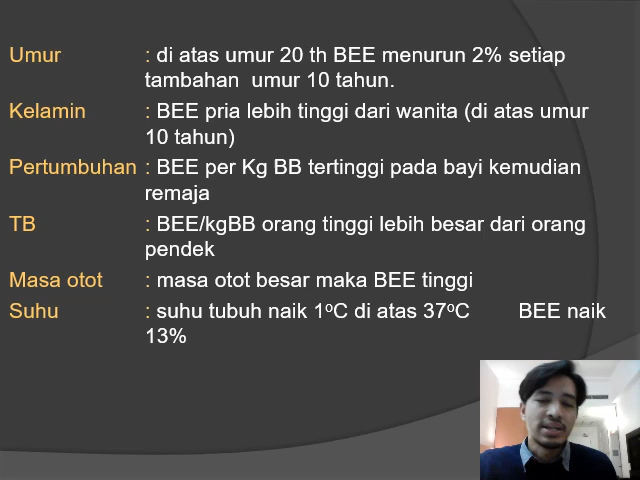 Umur : di atas umur 20 th BEE menurun 2% setiap
tambahan umur 10 tahun.
Kelamin : BEE pria lebih tinggi dari wanita (di atas umur
10 tahun)
Pertumbuhan : BEE per Kg BB tertinggi pada bayi kemudian
remaja
TB : BEE/kgBB orang tinggi lebih besar dari orang
pendek
Masa otot : masa otot besar maka BEE tinggi
Suhu : suhu tubuh naik 1°C di atas 37°C BEE naik
13%